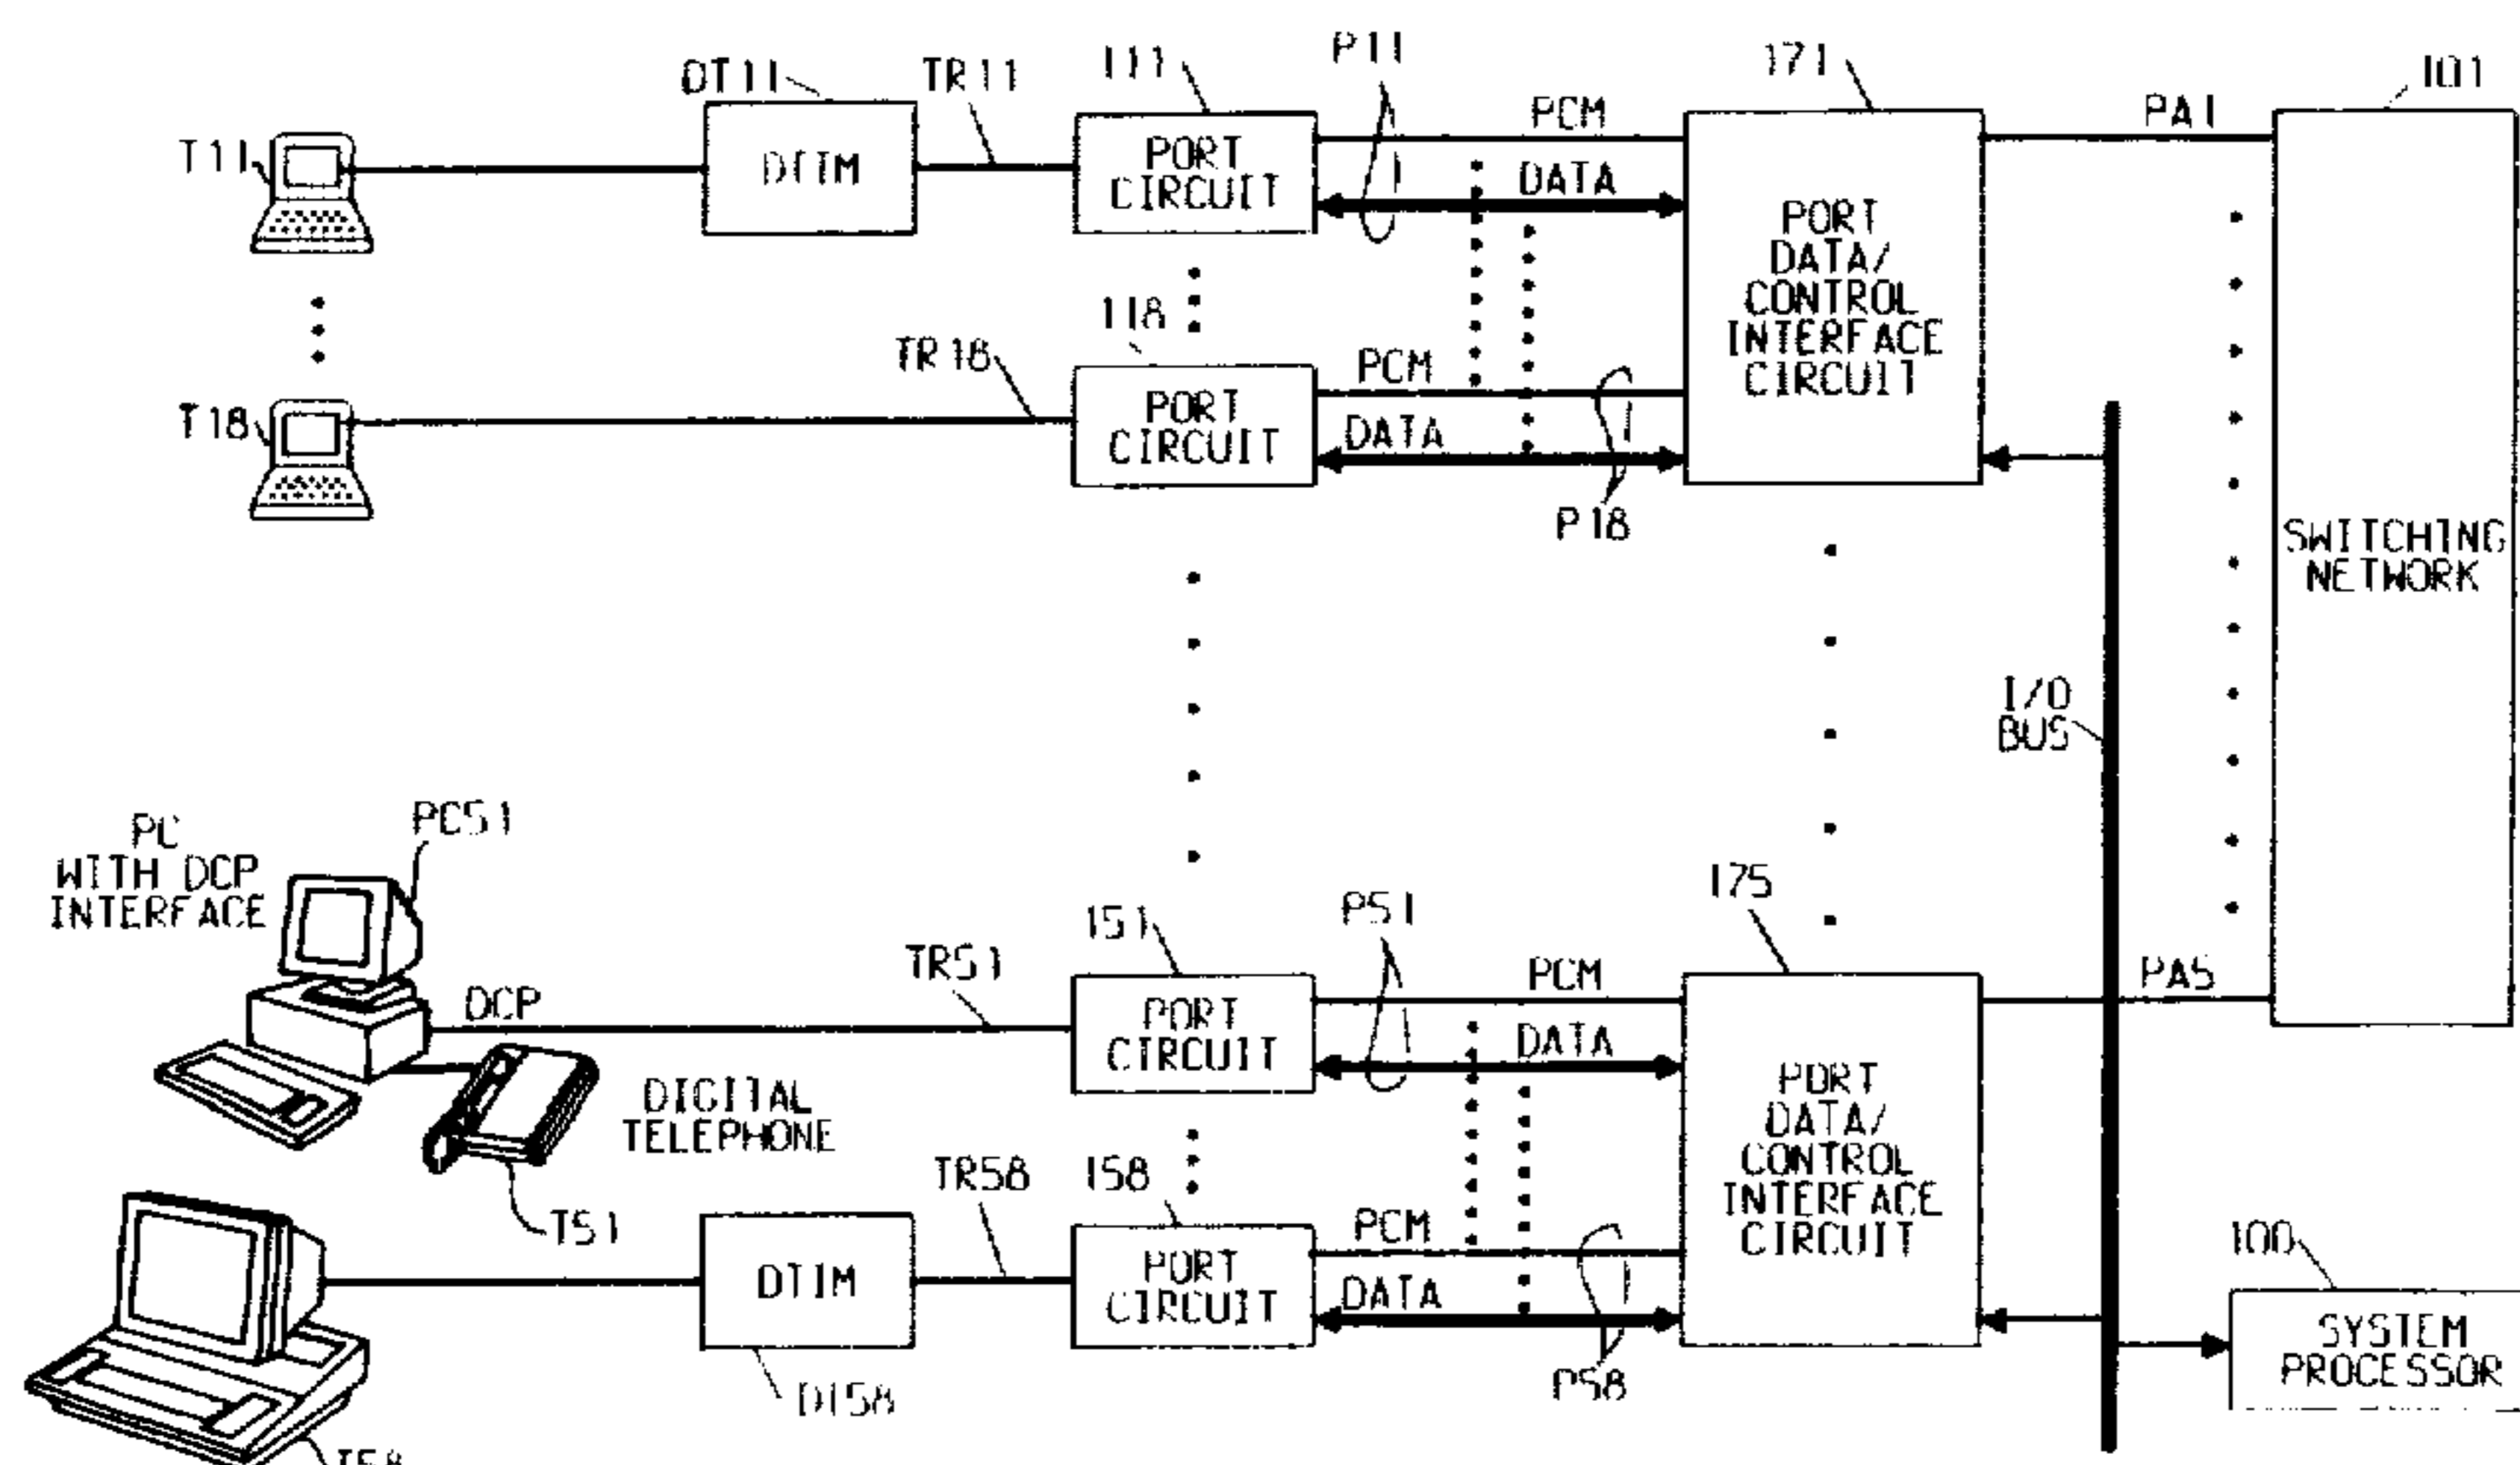 P11
DT11
TR11
111
171
101
PCM
PA1
T11
DTIM
PORT
CIRCUIT
DATA
PORT
DATA/
CONTROL
INTERFACE
CIRCUIT
118
TR18
PCM
T18
PORT
CIRCUIT
DATA
P18
SWITCHING
NETWORK
I/O
BUS
PC51
PC
WITH DCP
INTERFACE
175
P51
151
TR51
PCM
PA5
DCP
PORT
CIRCUIT
DATA
PORT
DATA/
CONTROL
INTERFACE
CIRCUIT
DIGITAL
TELEPHONE
TR58
158
T51
PCM
100
DTIM
PORT
CIRCUIT
DATA
SYSTEM
PROCESSOR
P58
DT58
T58